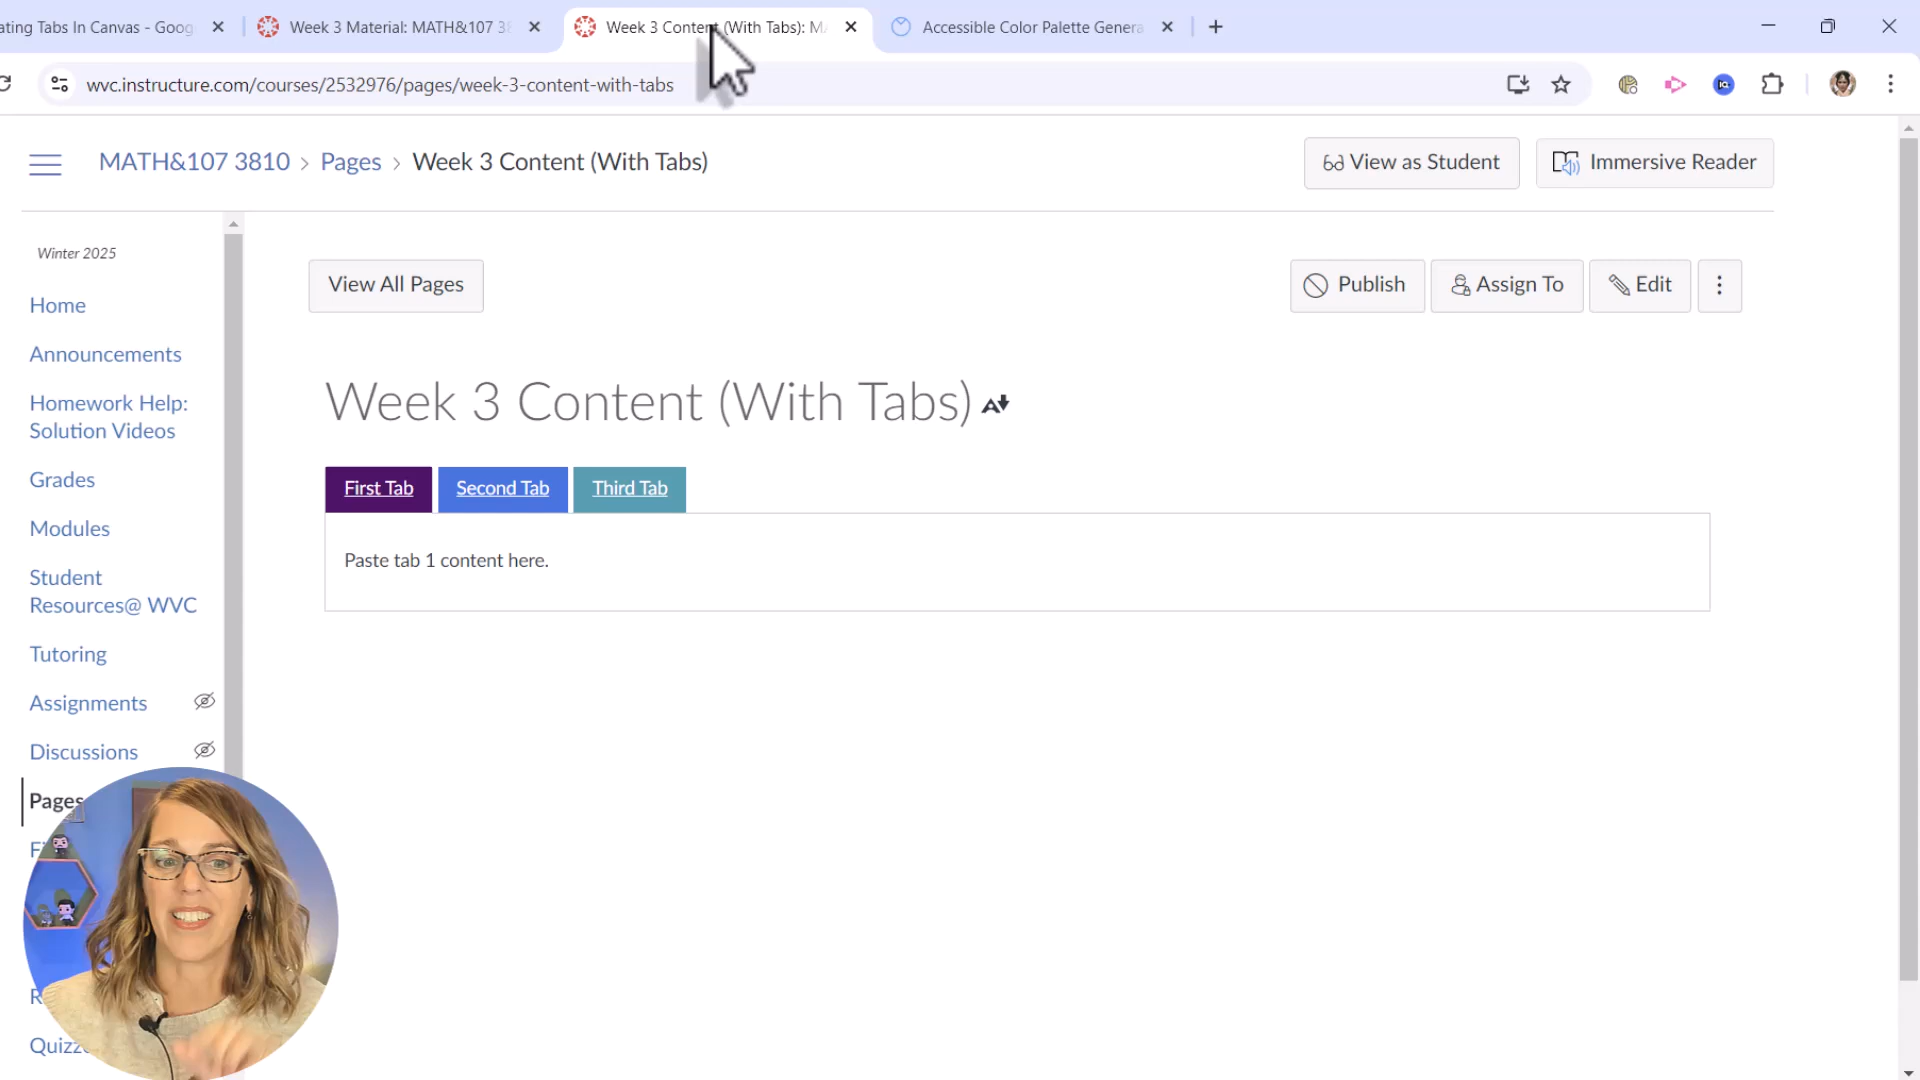 ating Tabs In Canvas - Goog
Week 3 Material: MATH&107 38
Week 3 Content (With Tabs): MA
Accessible Color Palette Genera
wvc.instructure.com/courses/2532976/pages/week-3-content-with-tabs
MATH&107 3810 > Pages > Week 3 Content (With Tabs)
View as Student
Immersive Reader
Winter 2025
Home
Announcements
Homework Help:
Solution Videos
Grades
Modules
Student
Resources@ WVC
Tutoring
Assignments
Discussions
Pages
View All Pages
Publish
Assign To
Edit
Week 3 Content (With Tabs)
First Tab
Second Tab
Third Tab
Paste tab 1 content here.